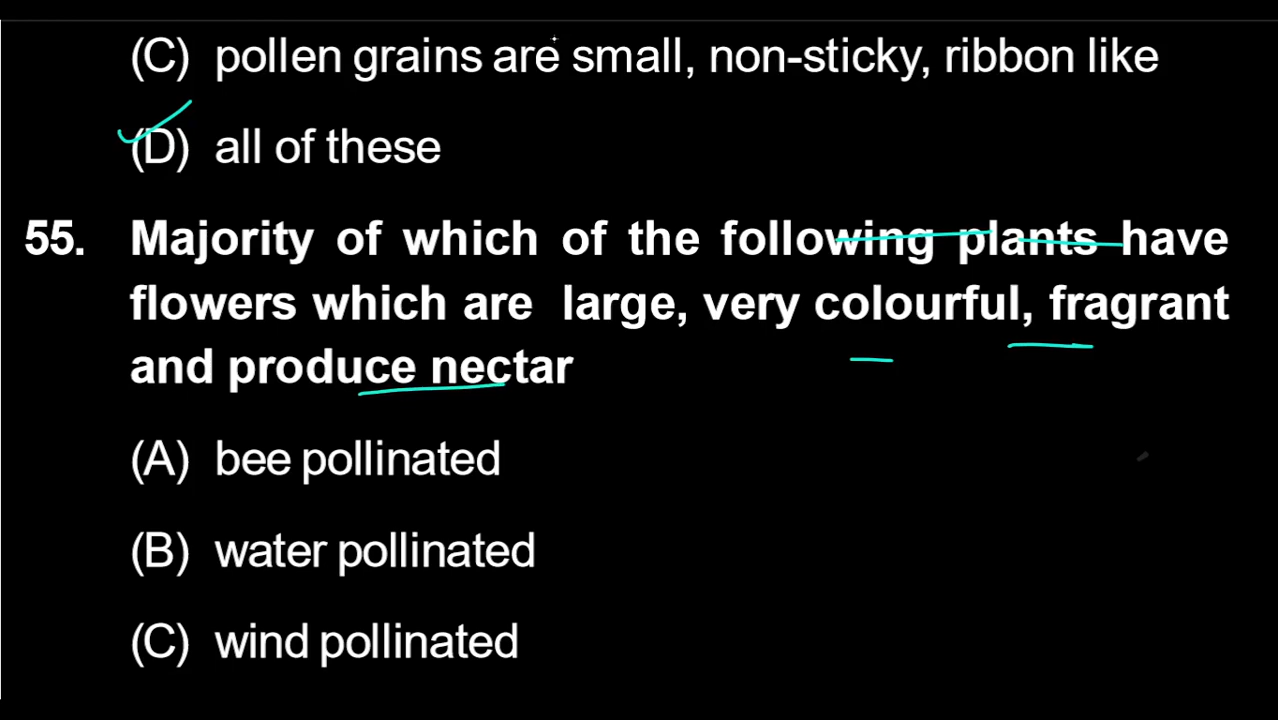 (C) pollen grains are small, non-sticky, ribbon like
(D) all of these
55. Majority of which of the following plants have
flowers which are large, very colourful, fragrant
and produce nectar
(A) bee pollinated
(B) water pollinated
(C) wind pollinated